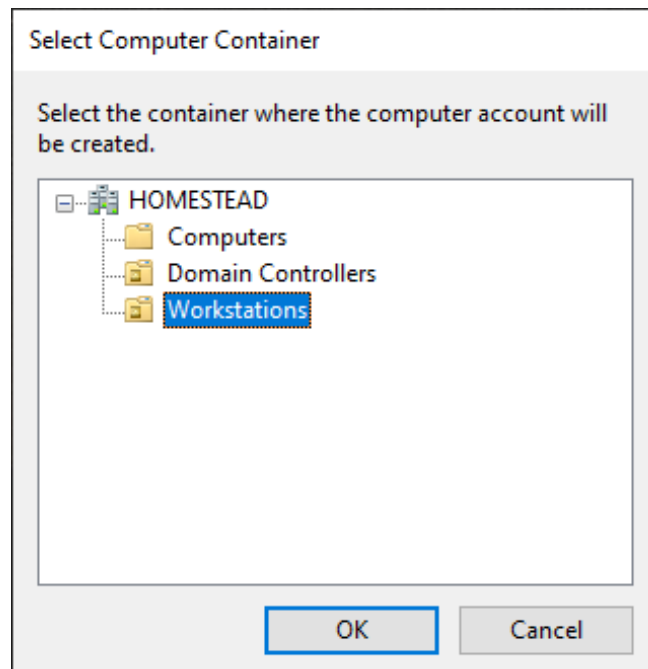 Select Computer Container
Select the container where the computer account will
be created.
HOMESTEAD
Computers
Domain Controllers
Workstations
OK
Cancel